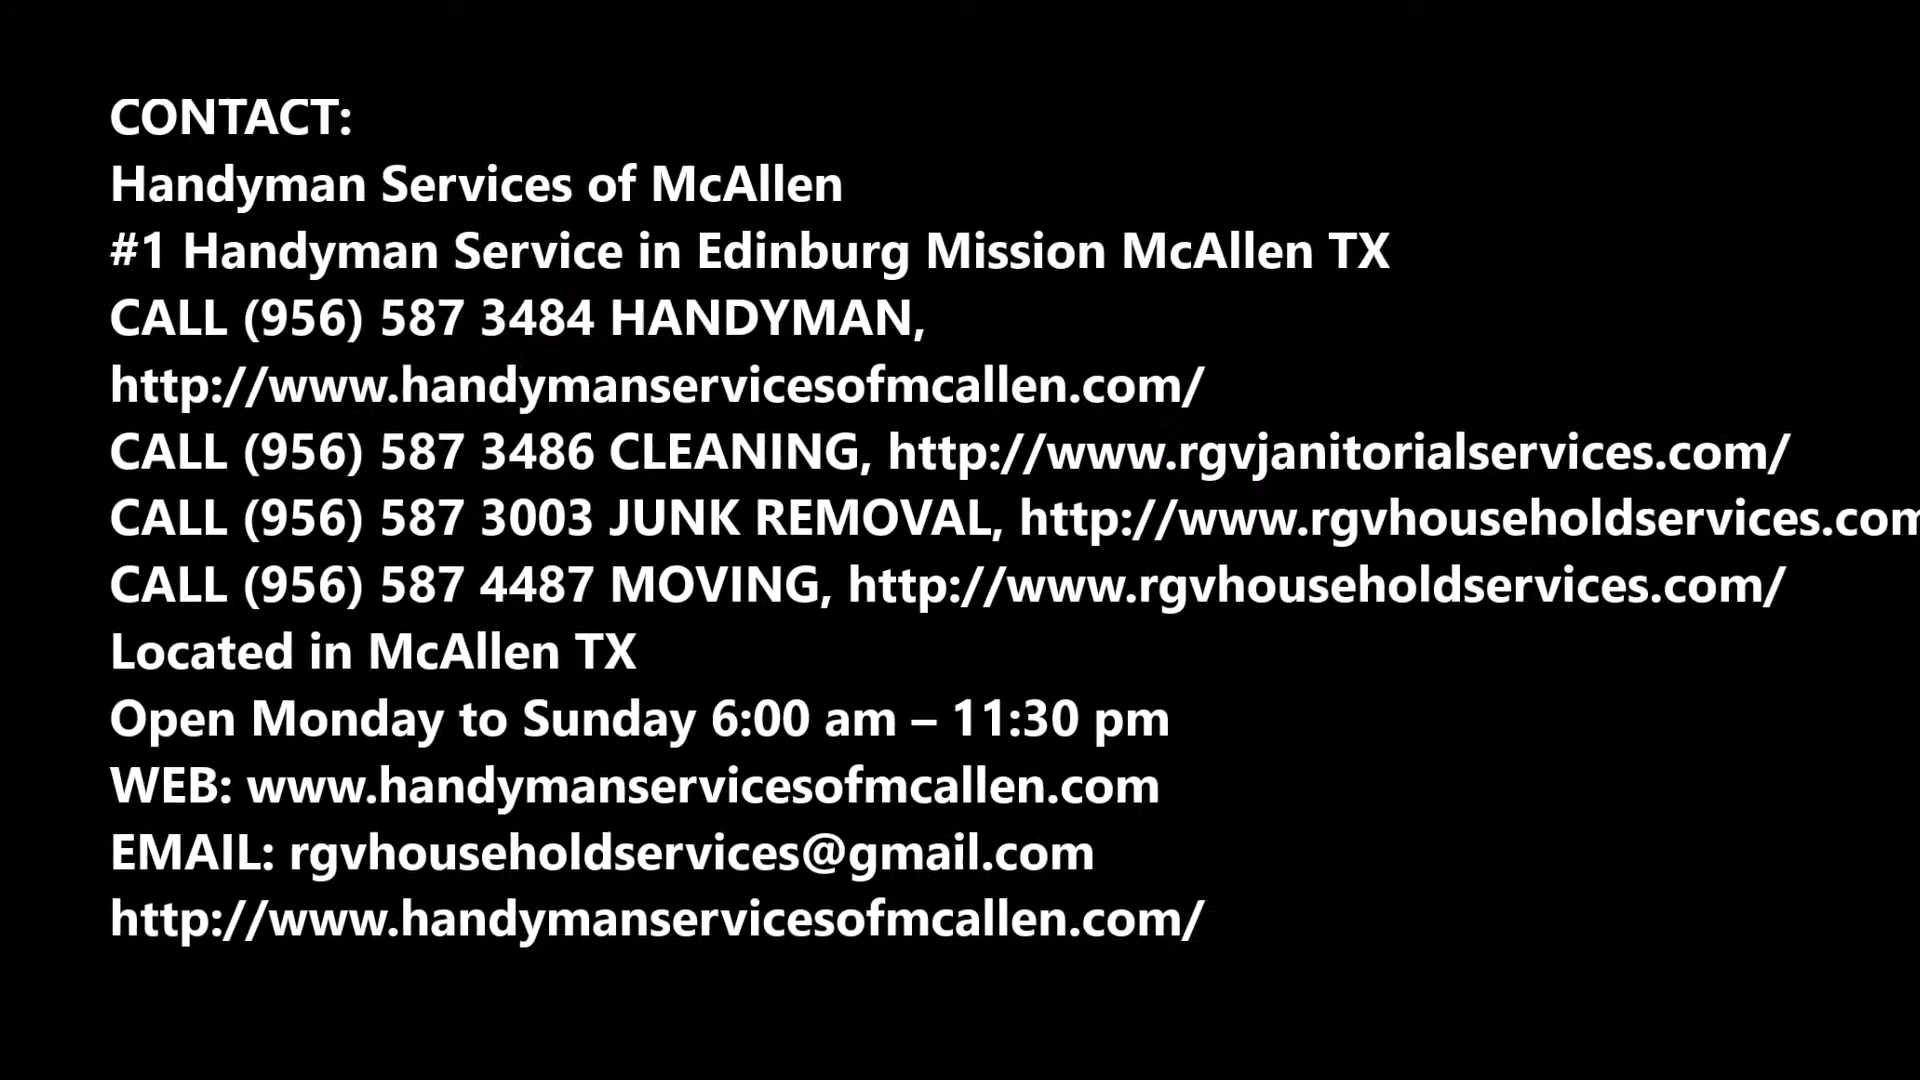 CONTACT:
Handyman Services of McAllen
#1 Handyman Service in Edinburg Mission McAllen TX
CALL (956) 587 3484 HANDYMAN,
http://www.handymanservicesofmcallen.com/
CALL (956) 587 3486 CLEANING, http://www.rgvjanitorialservices.com/
CALL (956) 587 3003 JUNK REMOVAL, http://www.rgvhouseholdservices.com
CALL (956) 587 4487 MOVING, http://www.rgvhouseholdservices.com/
Located in McAllen TX
Open Monday to Sunday 6:00 am – 11:30 pm
WEB: www.handymanservicesofmcallen.com
EMAIL: rgvhouseholdservices@gmail.com
http://www.handymanservicesofmcallen.com/